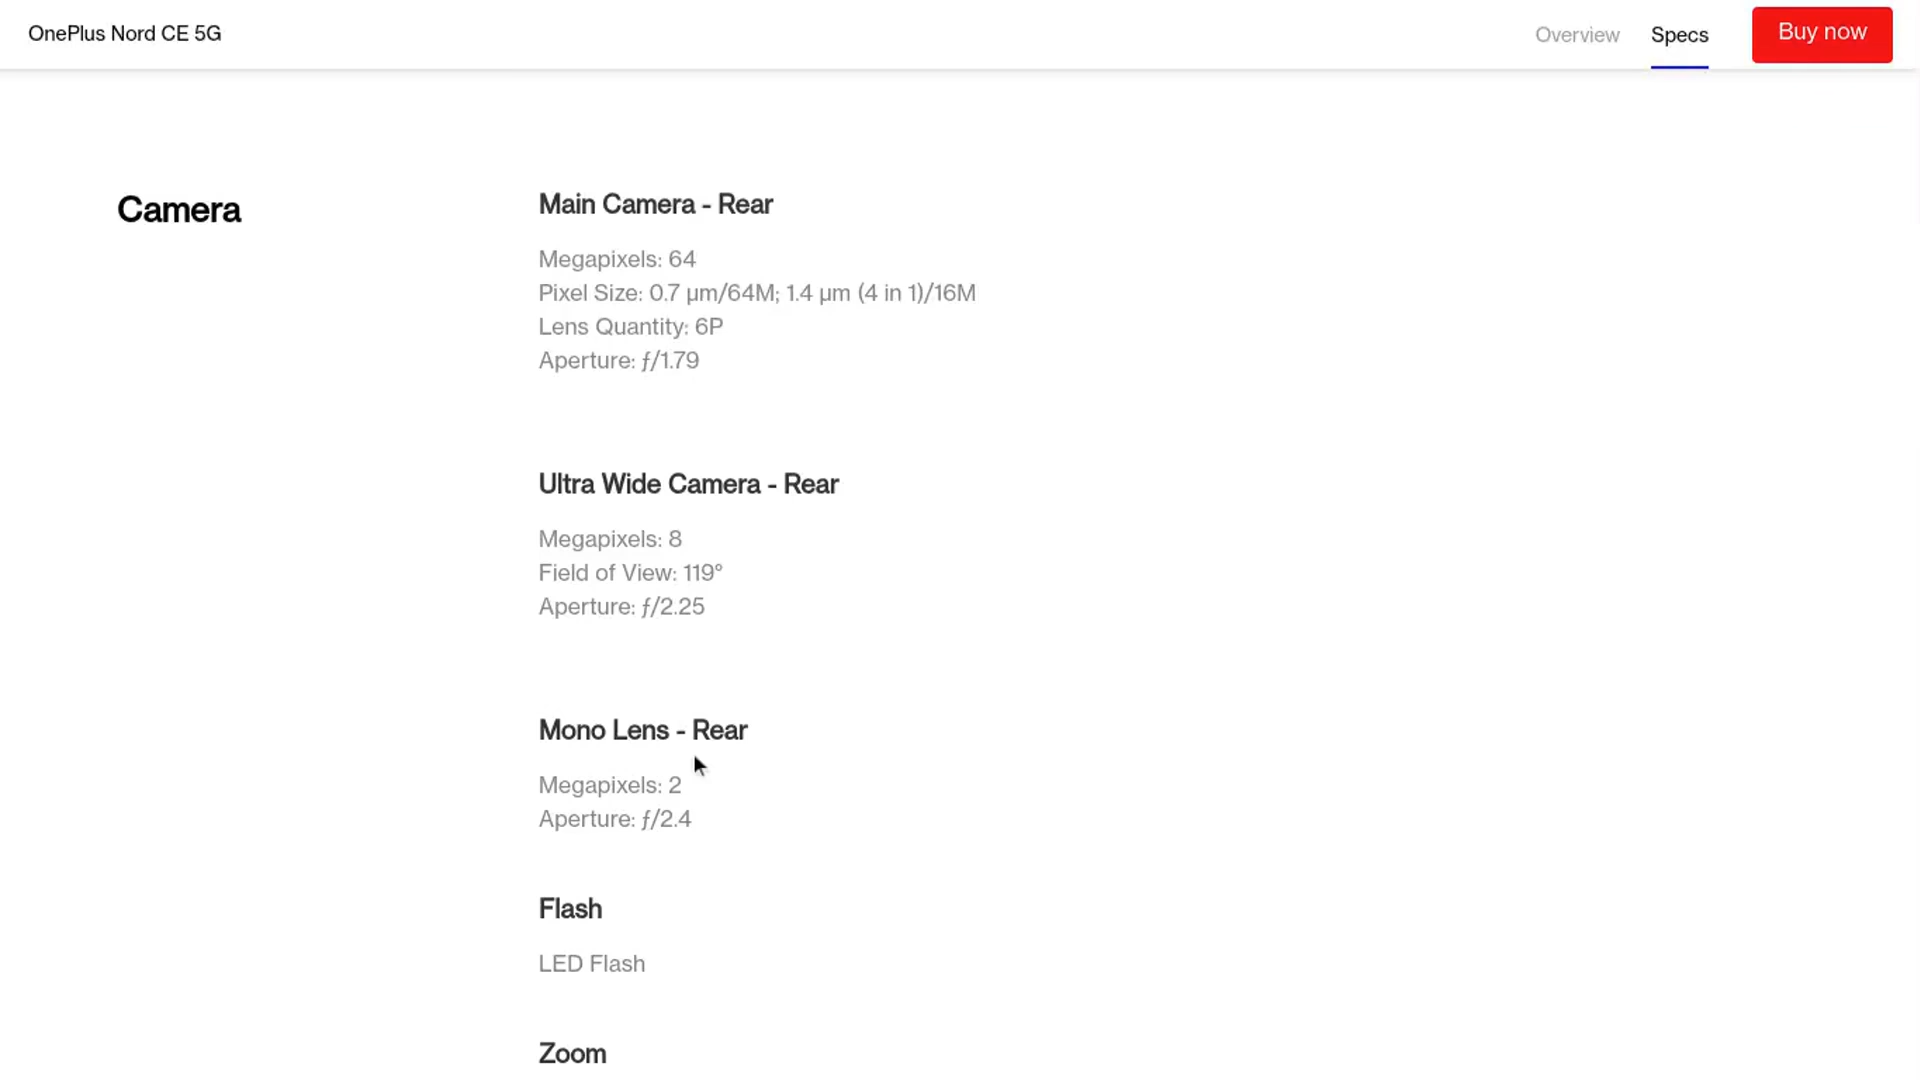 OnePlus Nord CE 5G
Overview
Specs
Buy now
Camera
Main Camera - Rear
Megapixels: 64
Pixel Size: 0.7 μm/64M; 1.4 μm (4 in 1)/16M
Lens Quantity: 6P
Aperture: ƒ/1.79
Ultra Wide Camera - Rear
Megapixels: 8
Field of View: 119°
Aperture: ƒ/2.25
Mono Lens - Rear
Megapixels: 2
Aperture: ƒ/2.4
Flash
LED Flash
Zoom